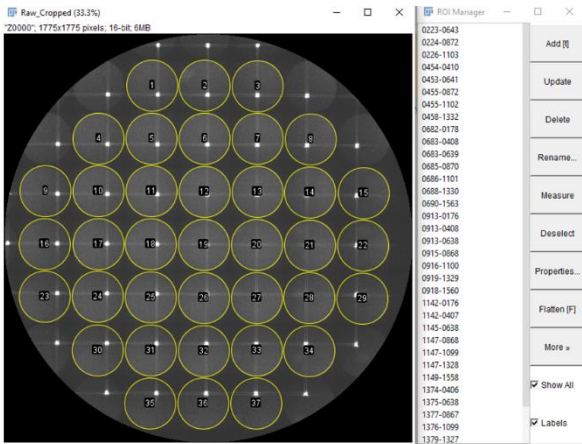 Raw_Cropped (33.3%)
"Z0000"; 1775x1775 pixels; 16-bit; 6MB
1 2 3
4 5 6 7 8
9 10 11 12 13 14 15
16 17 18 19 20 21 22
23 24 25 26 27 28 29
30 31 32 33 34
35 36 37
ROI Manager
0223-0643
0224-0872
0226-1103
0454-0410
0453-0641
0455-0872
0455-1102
0458-1332
0682-0178
0683-0408
0683-0639
0685-0870
0686-1101
0688-1330
0690-1563
0913-0176
0913-0408
0913-0638
0915-0868
0916-1100
0919-1329
0918-1560
1142-0176
1142-0407
1145-0638
1147-0868
1147-1099
1147-1328
1149-1558
1374-0406
1375-0638
1377-0867
1376-1099
1379-1327
Add [t]
Update
Delete
Rename...
Measure
Deselect
Properties...
Flatten [F]
More »
Show All
Labels